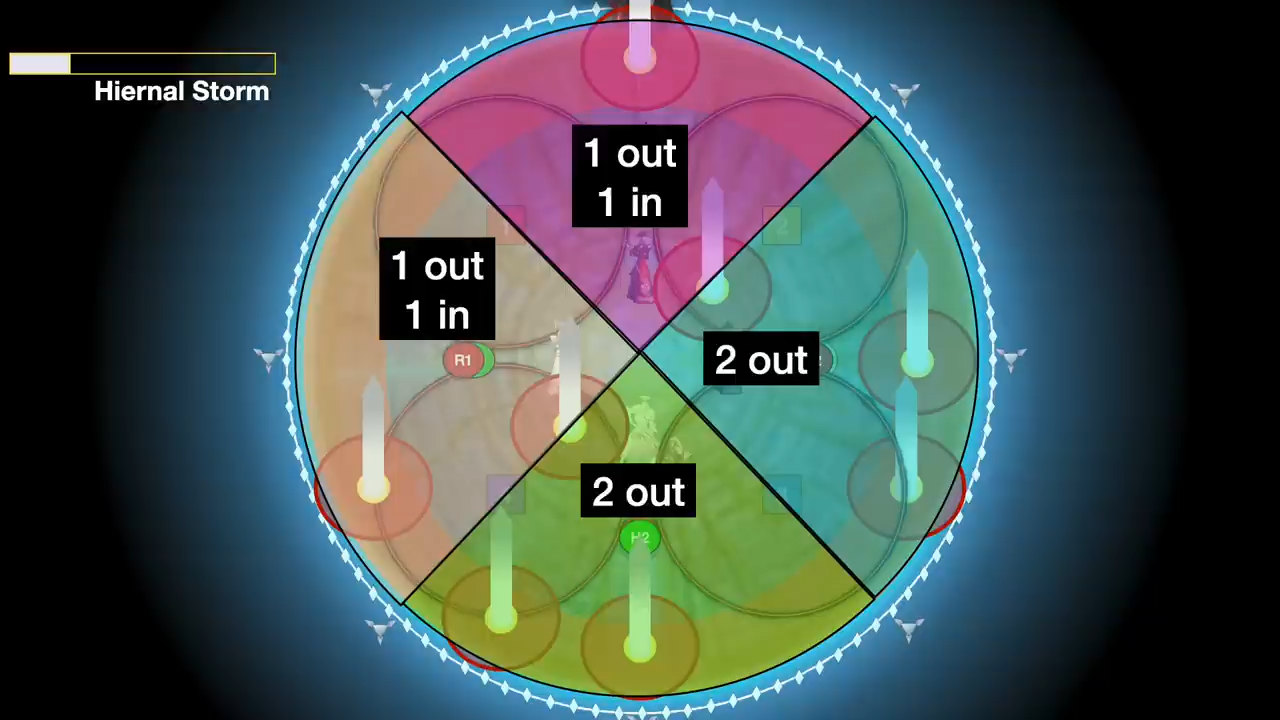 Hiernal Storm
1 out
1 in
1 out
1 in
2 out
R1
2 out
H2